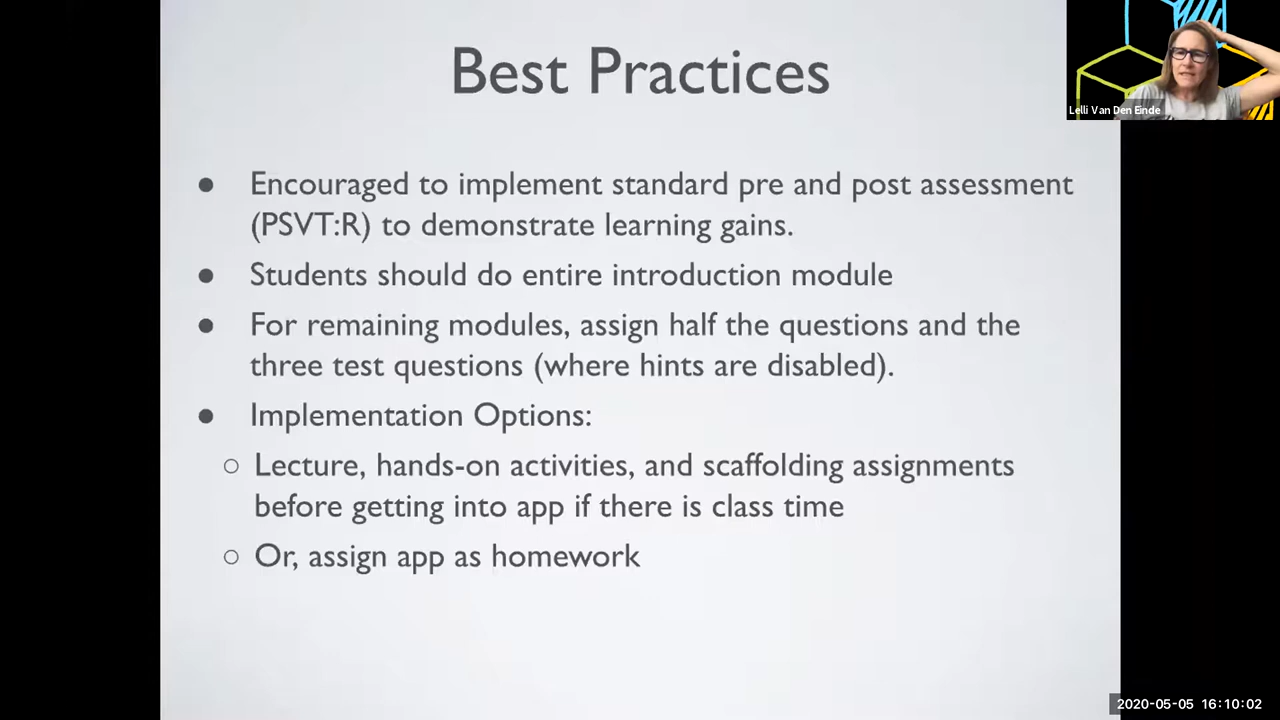 Best Practices
Lelli Van Den Einde
● Encouraged to implement standard pre and post assessment
(PSVT:R) to demonstrate learning gains.
● Students should do entire introduction module
● For remaining modules, assign half the questions and the
three test questions (where hints are disabled).
● Implementation Options:
○ Lecture, hands-on activities, and scaffolding assignments
before getting into app if there is class time
○ Or, assign app as homework
2020-05-05 16:10:02